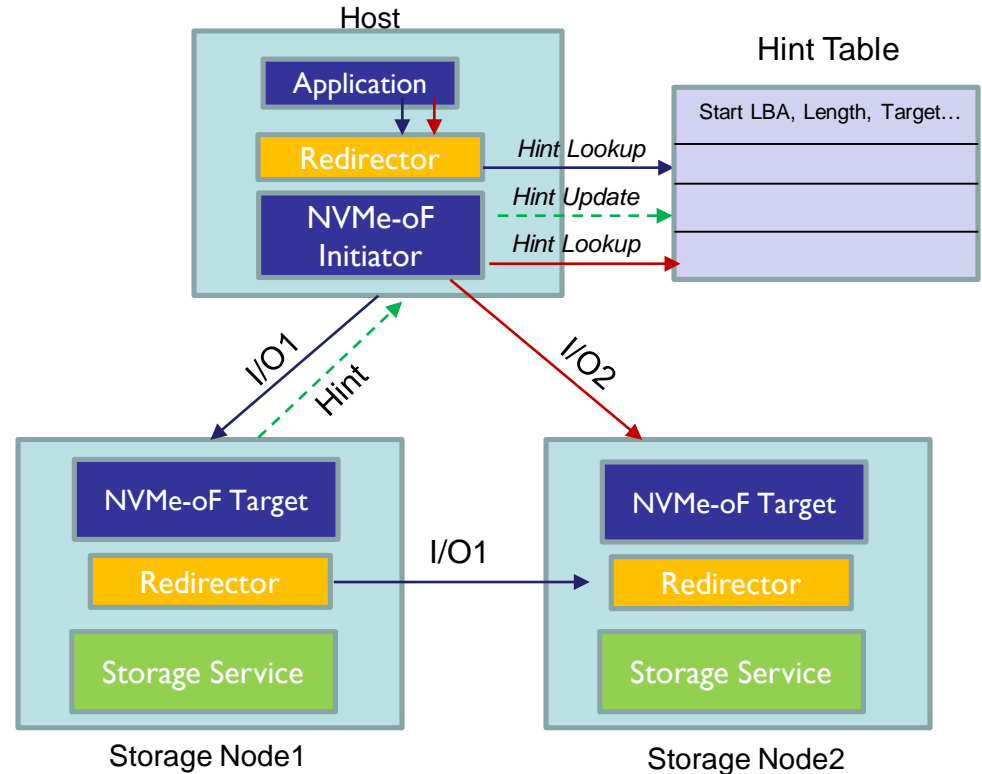 Host
Hint Table
Application
Start LBA, Length, Target…
Redirector
Hint Lookup
NVMe-oF
Initiator
Hint Update
Hint Lookup
I/O1
Hint
I/O2
NVMe-oF Target
NVMe-oF Target
Redirector
I/O1
Redirector
Storage Service
Storage Service
Storage Node1
Storage Node2